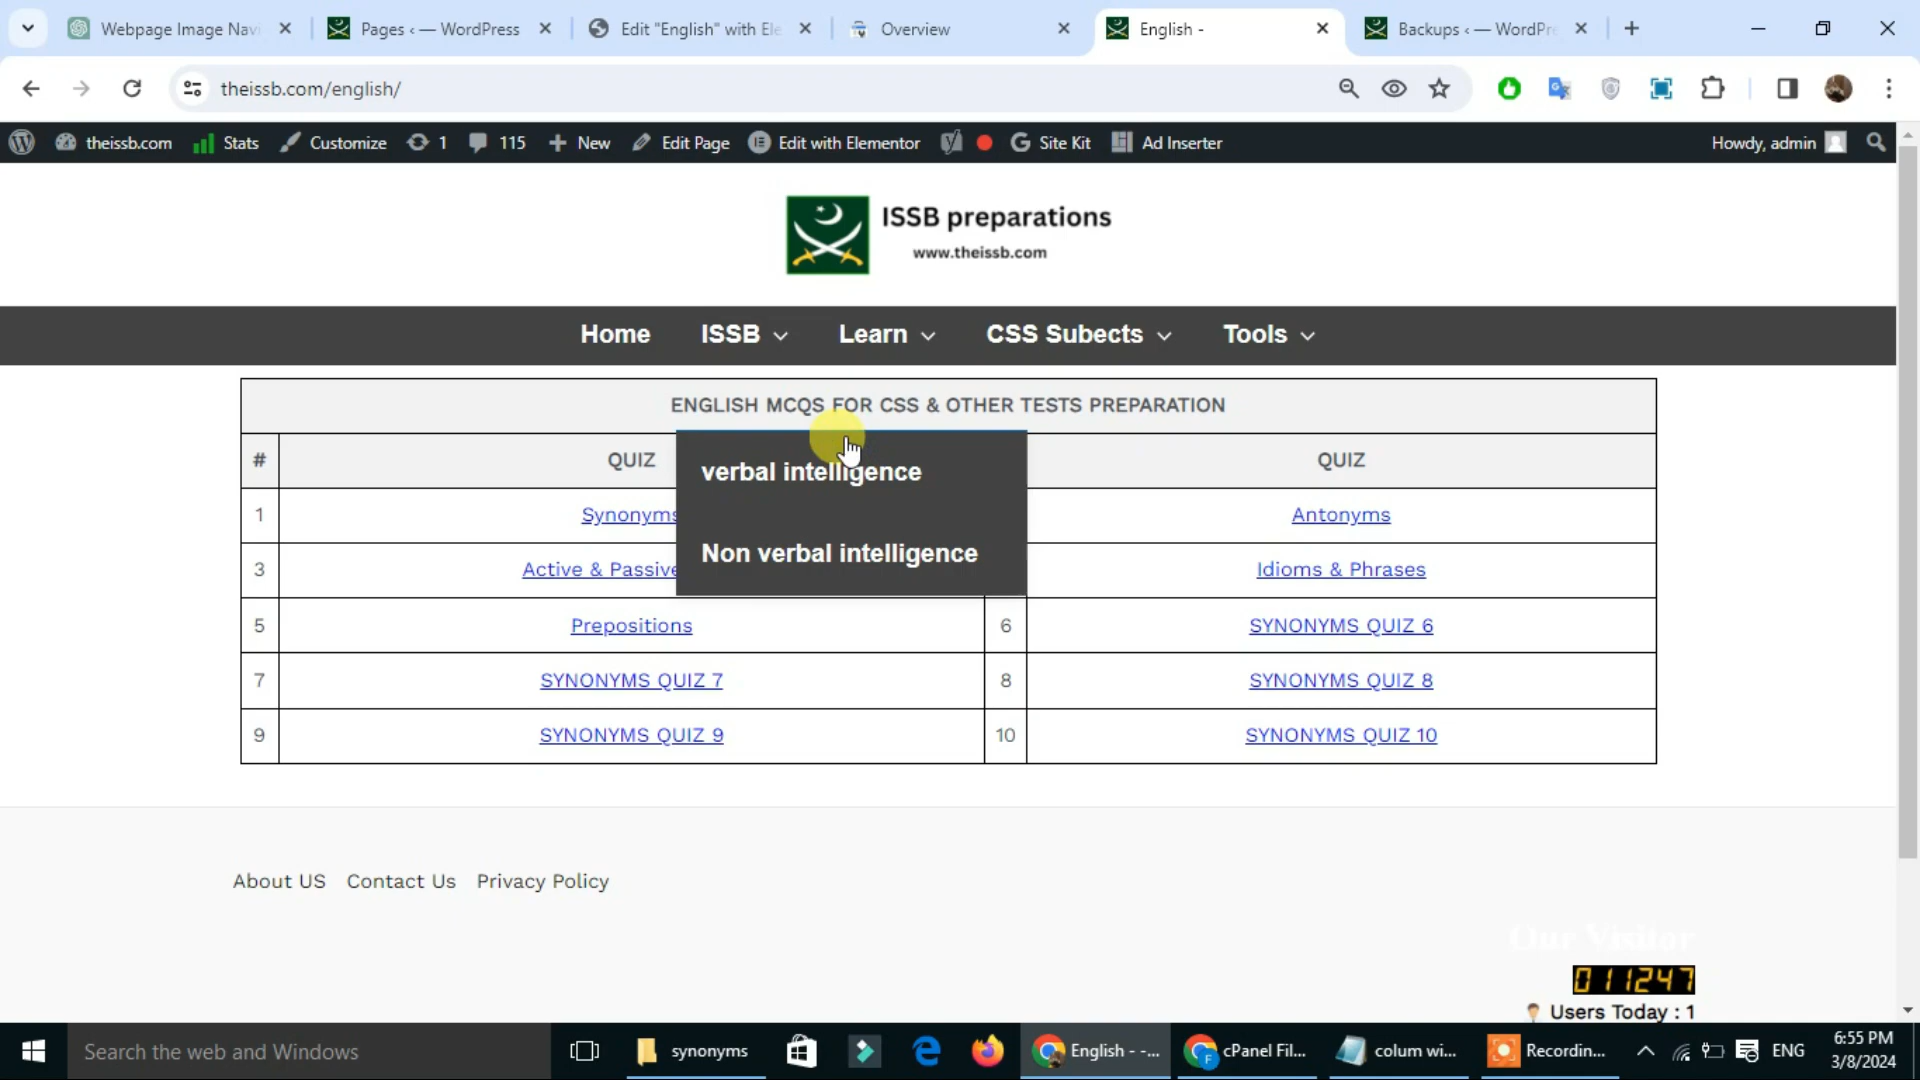 Webpage Image Navi
Pages ‹ — WordPress
Edit "English" with Ele
Overview
English -
Backups ‹ — WordPre
theissb.com/english/
theissb.com
Stats
Customize
1
115
New
Edit Page
Edit with Elementor
Site Kit
Ad Inserter
Howdy, admin
ISSB preparations
www.theissb.com
Home
ISSB
Learn
CSS Subects
Tools
ENGLISH MCQS FOR CSS & OTHER TESTS PREPARATION
# QUIZ QUIZ
verbal intelligence
1 Synonyms Antonyms
Non verbal intelligence
3 Active & Passive Idioms & Phrases
5 Prepositions 6 SYNONYMS QUIZ 6
7 SYNONYMS QUIZ 7 8 SYNONYMS QUIZ 8
9 SYNONYMS QUIZ 9 10 SYNONYMS QUIZ 10
About US Contact Us Privacy Policy
Our Visitor
011247
Users Today : 1
Search the web and Windows
synonyms
English - -...
cPanel Fil...
colum wi...
Recordin...
ENG
6:55 PM
3/8/2024